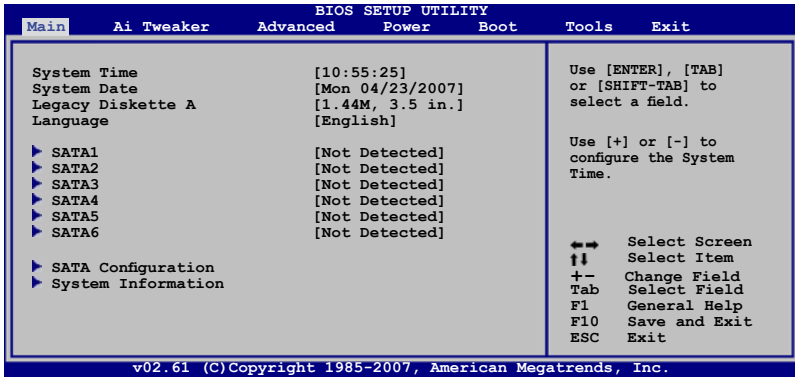 BIOS SETUP UTILITY
Main Ai Tweaker Advanced Power Boot Tools Exit
System Time [10:55:25]
System Date [Mon 04/23/2007]
Legacy Diskette A [1.44M, 3.5 in.]
Language [English]
SATA1 [Not Detected]
SATA2 [Not Detected]
SATA3 [Not Detected]
SATA4 [Not Detected]
SATA5 [Not Detected]
SATA6 [Not Detected]
SATA Configuration
System Information
Use [ENTER], [TAB]
or [SHIFT-TAB] to
select a field.
Use [+] or [-] to
configure the System
Time.
←→ Select Screen
↑↓ Select Item
+- Change Field
Tab Select Field
F1 General Help
F10 Save and Exit
ESC Exit
v02.61 (C)Copyright 1985-2007, American Megatrends, Inc.